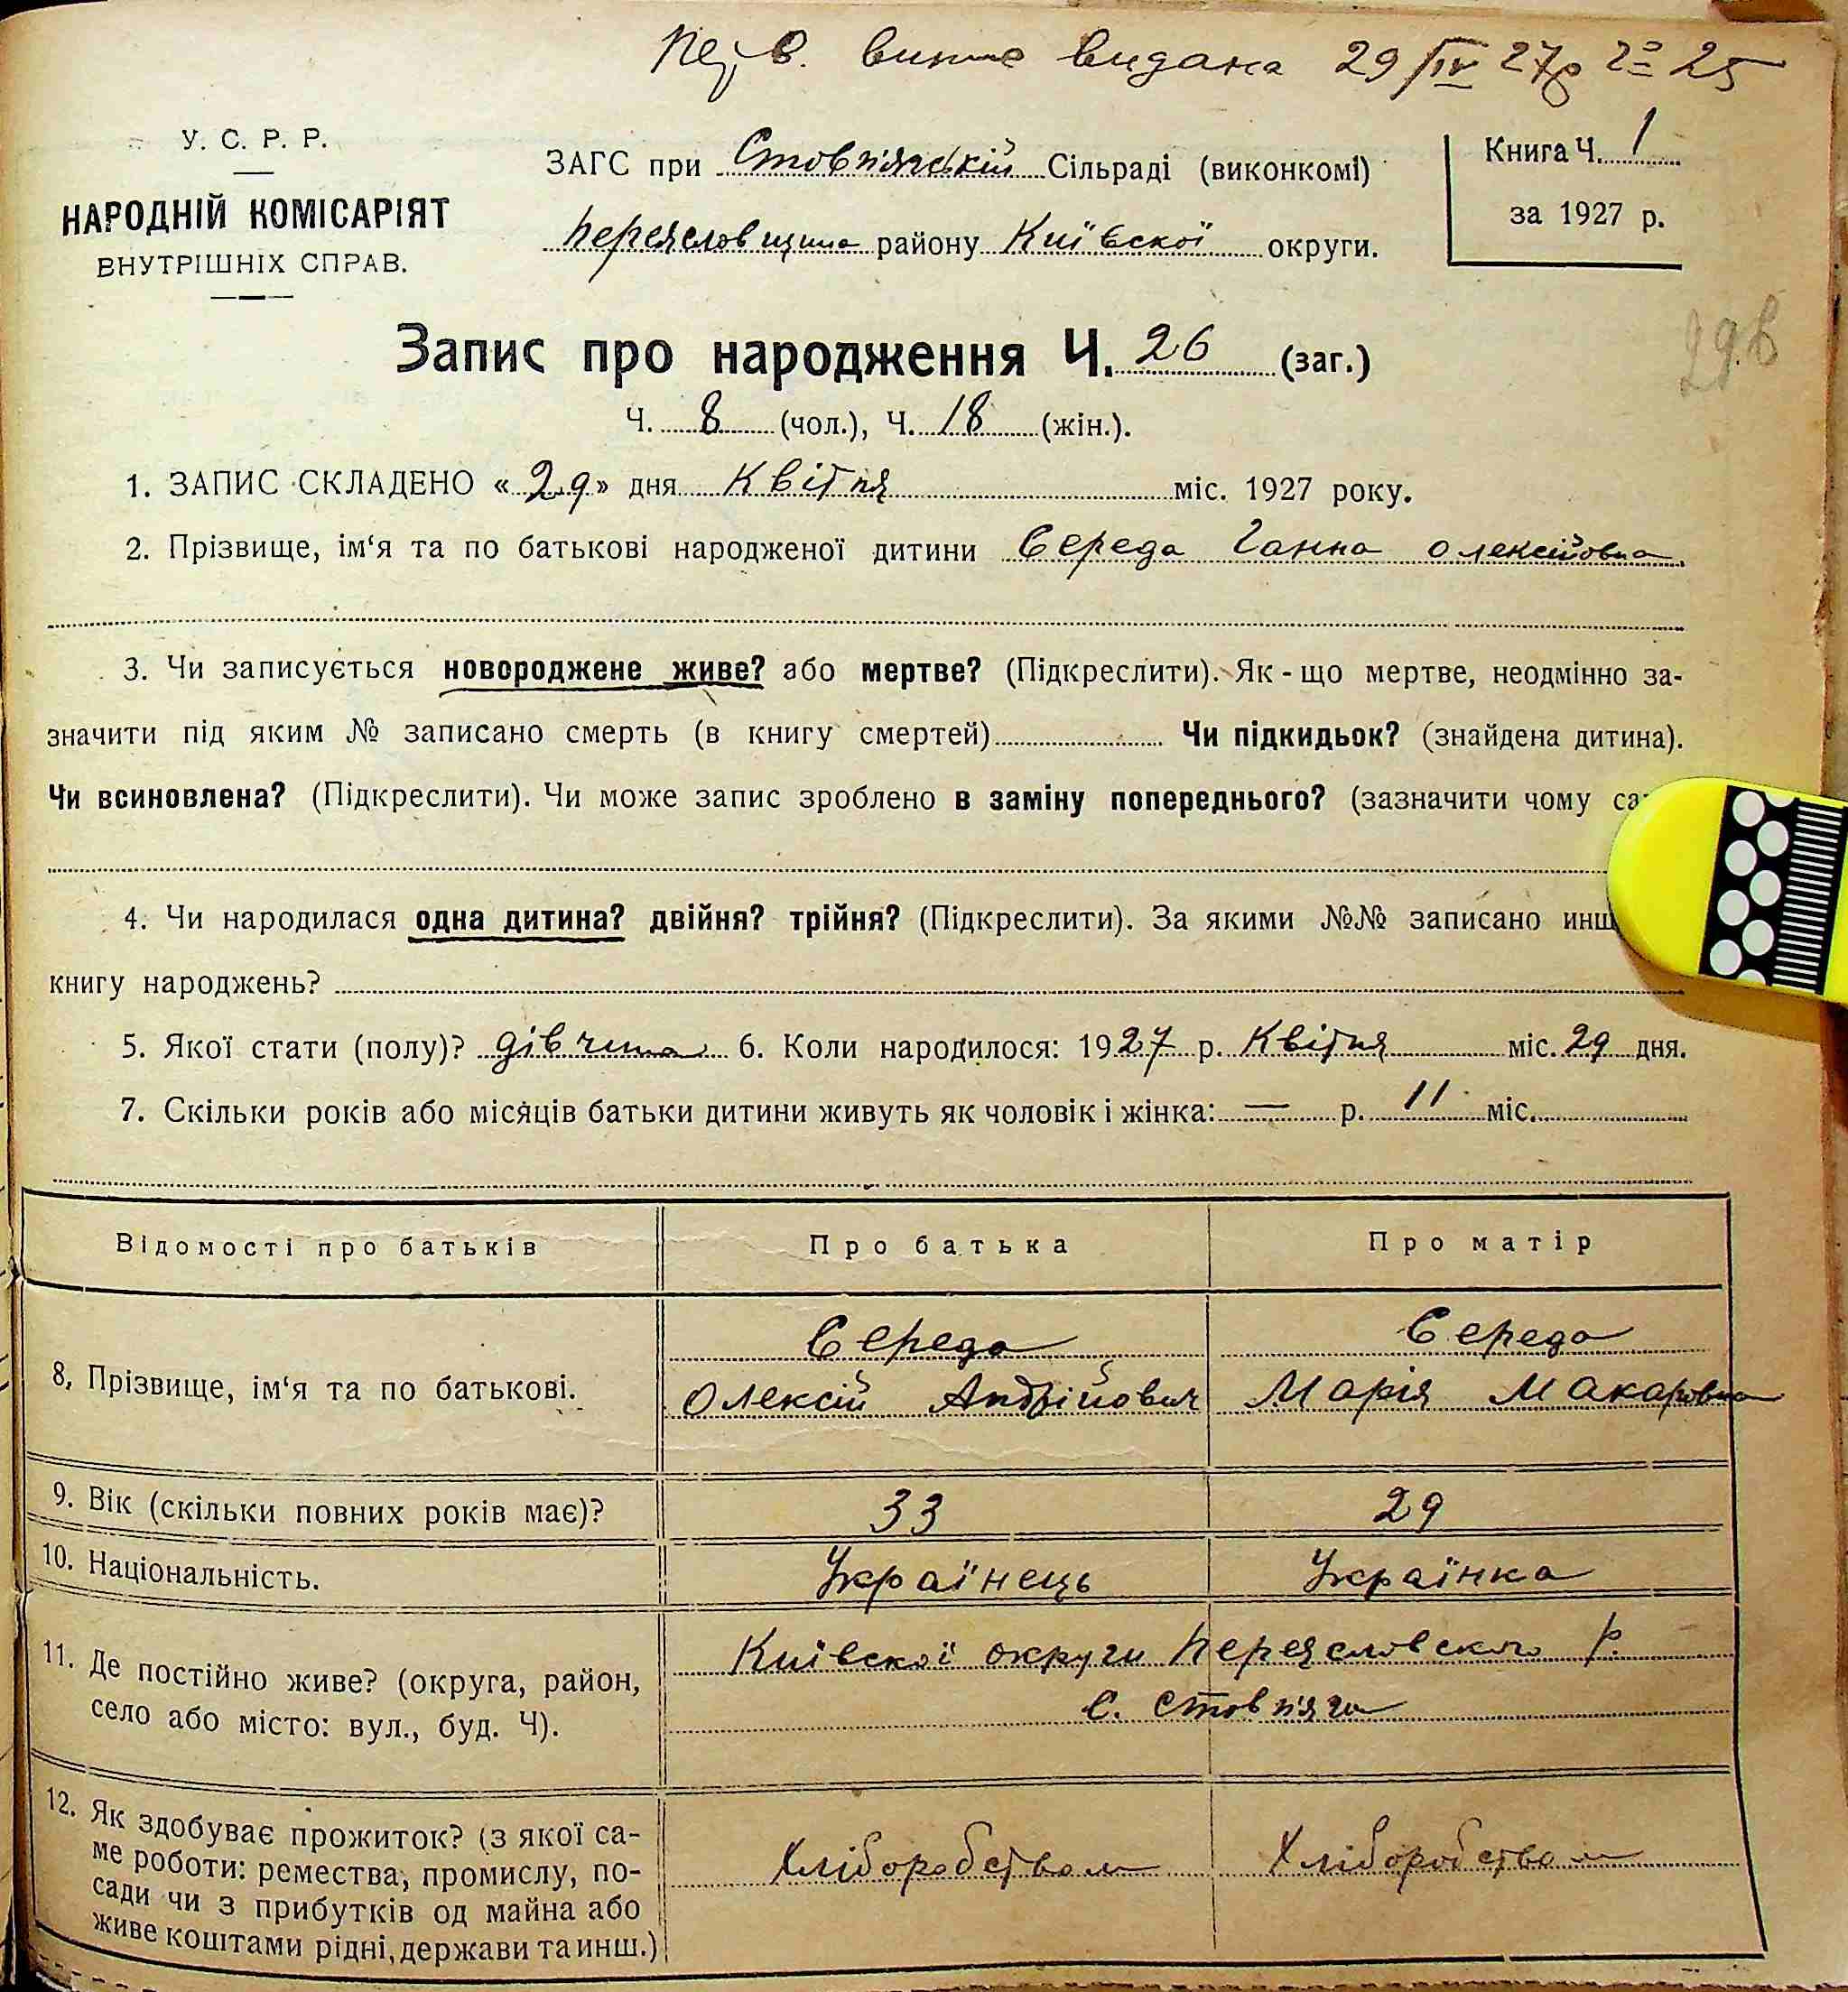 випис видана 29/IV 27р 25
У. С. Р. Р.
НАРОДНІЙ КОМІСАРІЯТ
ВНУТРІШНІХ СПРАВ.
ЗАГС при Стовп'язькій Сільраді (виконкомі)
району Київскої округи.
Книга Ч. 1
за 1927 р.
29.б
Запис про народження Ч. 26 (заг.)
Ч. 8 (чол.), Ч. 18 (жін.).
1. ЗАПИС СКЛАДЕНО «29» дня Квітня міс. 1927 року.
2. Прізвище, ім‘я та по батькові народженої дитини Середа Ганна Олексійовна
3. Чи записується новороджене живе? або мертве? (Підкреслити). Як-що мертве, неодмінно за-
значити під яким № записано смерть (в книгу смертей) Чи підкидьок? (знайдена дитина).
Чи всиновлена? (Підкреслити). Чи може запис зроблено в заміну попереднього? (зазначити чому
4. Чи народилася одна дитина? двійня? трійня? (Підкреслити). За якими №№ записано инш
книгу народжень?
5. Якої стати (полу)? дівчина 6. Коли народилося: 1927 р. Квітня міс. 29 дня.
7. Скільки років або місяців батьки дитини живуть як чоловік і жінка: — р. 11 міс.
Відомості про батьків Про батька Про матір
8, Прізвище, ім'я та по батькові.
Середа
Олексій Андрійович
Середа
Марія Макаровна
9. Вік (скільки повних років має)? 33 29
10. Національність. Українець Українка
11. Де постійно живе? (округа, район,
село або місто: вул., буд. Ч).
Київскої округи Переяславского р.
с. Стовп'яги
12. Як здобуває прожиток? (з якої са-
ме роботи: ремества, промислу, по-
сади чи з прибутків од майна або
живе коштами рідні, держави та инш.)
Хліборобством Хліборобством